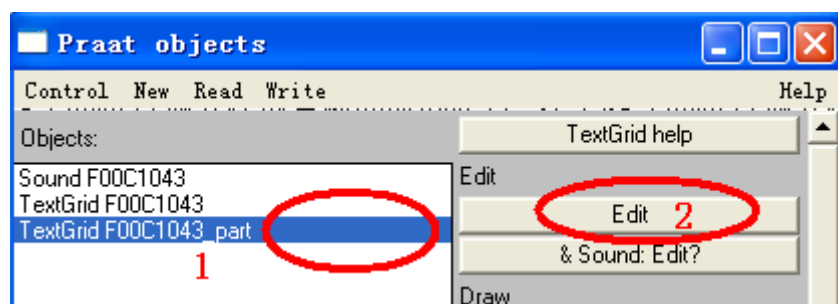 Praat objects
Control New Read Write Help
Objects:
TextGrid help
Sound F00C1043
TextGrid F00C1043
TextGrid F00C1043_part
1
Edit
Edit 2
& Sound: Edit?
Draw